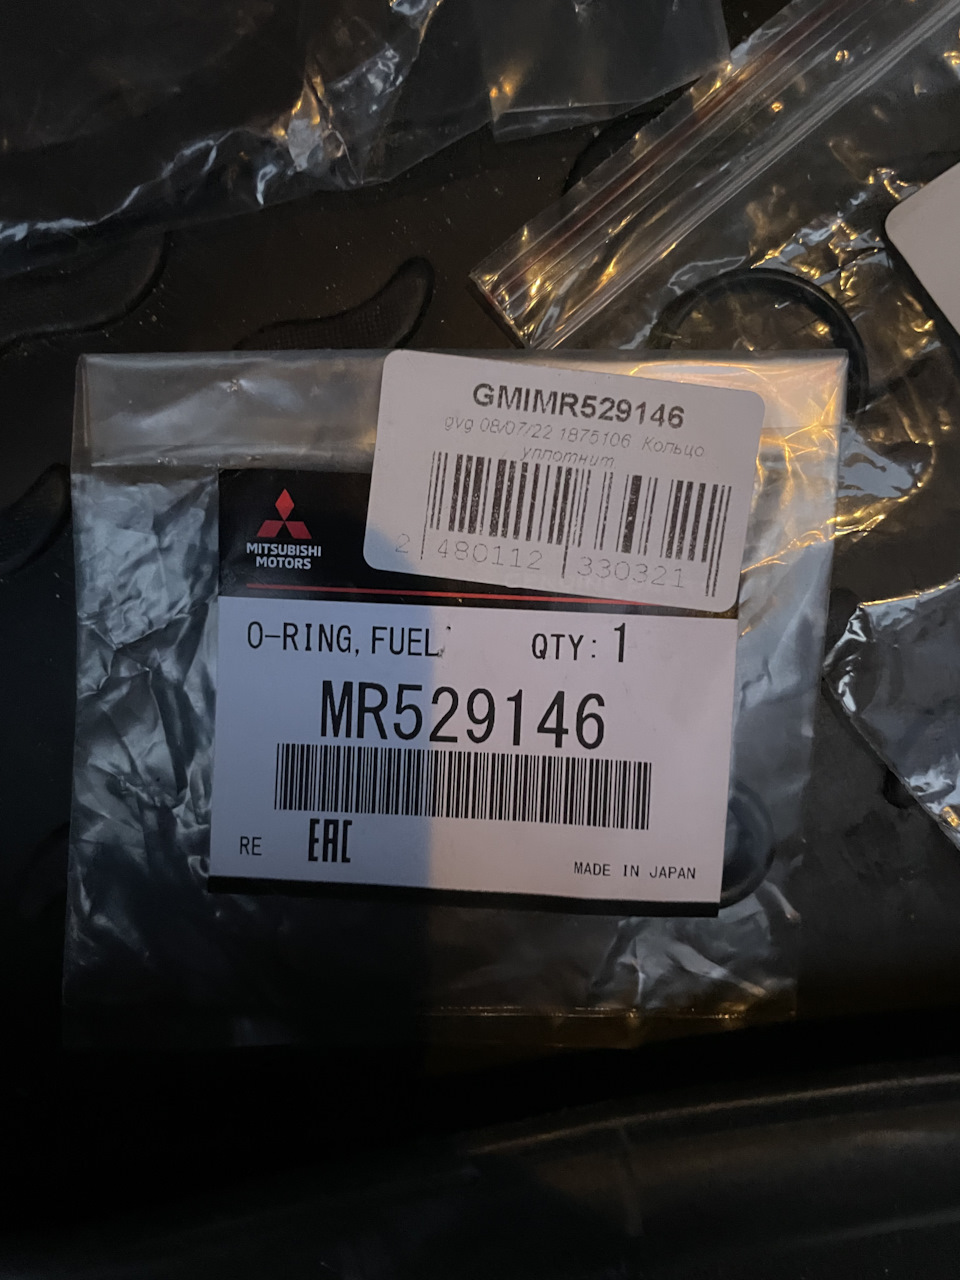 GMIMR529146
gvg 08/07/22 1875106 Кольцо
уплотнит
2 480112 330321
MITSUBISHI
MOTORS
O-RING, FUEL
QTY: 1
MR529146
RE
EAC
MADE IN JAPAN